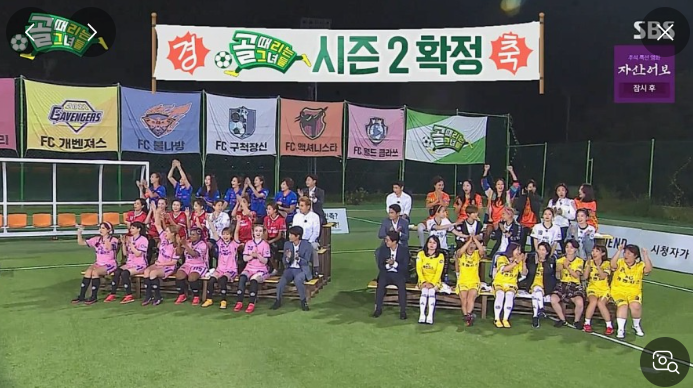 골때리는그녀들
경 골때리는그녀들 시즌 2 확정 축
SBS
자산어보
잠시 후
리
FC 개벤져스
FC 불나방
FC 구척장신
FC 액셔니스타
FC 월드 클라쓰
골때리는그녀들
시청자가